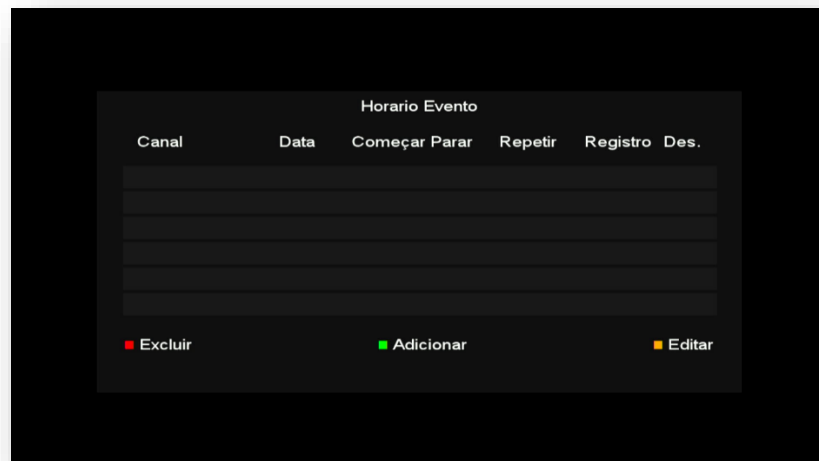 Horario Evento
Canal Data Começar Parar Repetir Registro Des.
Excluir Adicionar Editar